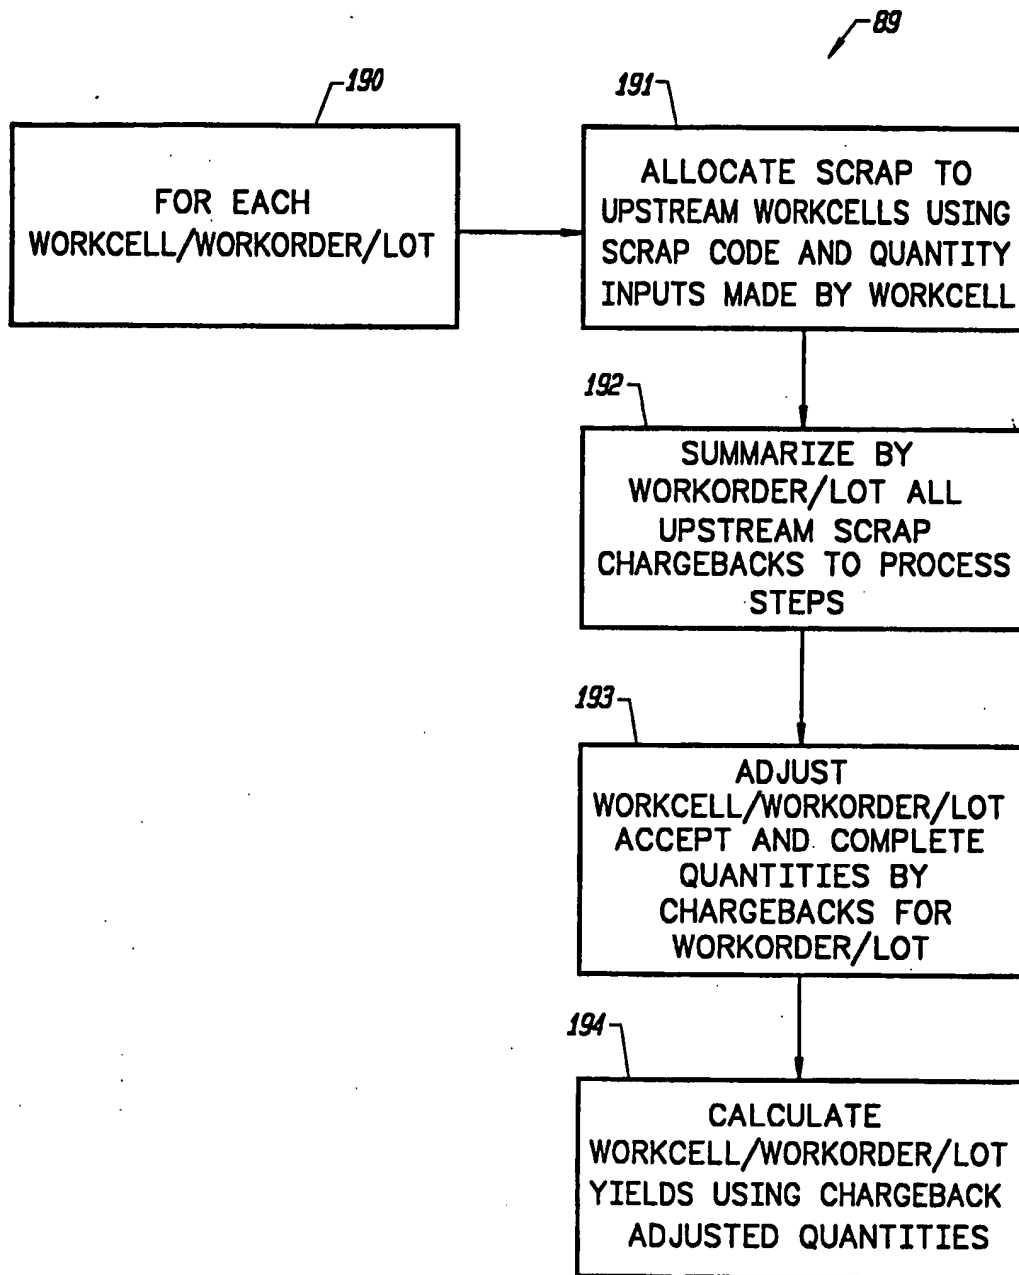 89
190
FOR EACH
WORKCELL/WORKORDER/LOT
191
ALLOCATE SCRAP TO
UPSTREAM WORKCELLS USING
SCRAP CODE AND QUANTITY
INPUTS MADE BY WORKCELL
192
SUMMARIZE BY
WORKORDER/LOT ALL
UPSTREAM SCRAP
CHARGEBACKS TO PROCESS
STEPS
193
ADJUST
WORKCELL/WORKORDER/LOT
ACCEPT AND COMPLETE
QUANTITIES BY
CHARGEBACKS FOR
WORKORDER/LOT
194
CALCULATE
WORKCELL/WORKORDER/LOT
YIELDS USING CHARGEBACK
ADJUSTED QUANTITIES